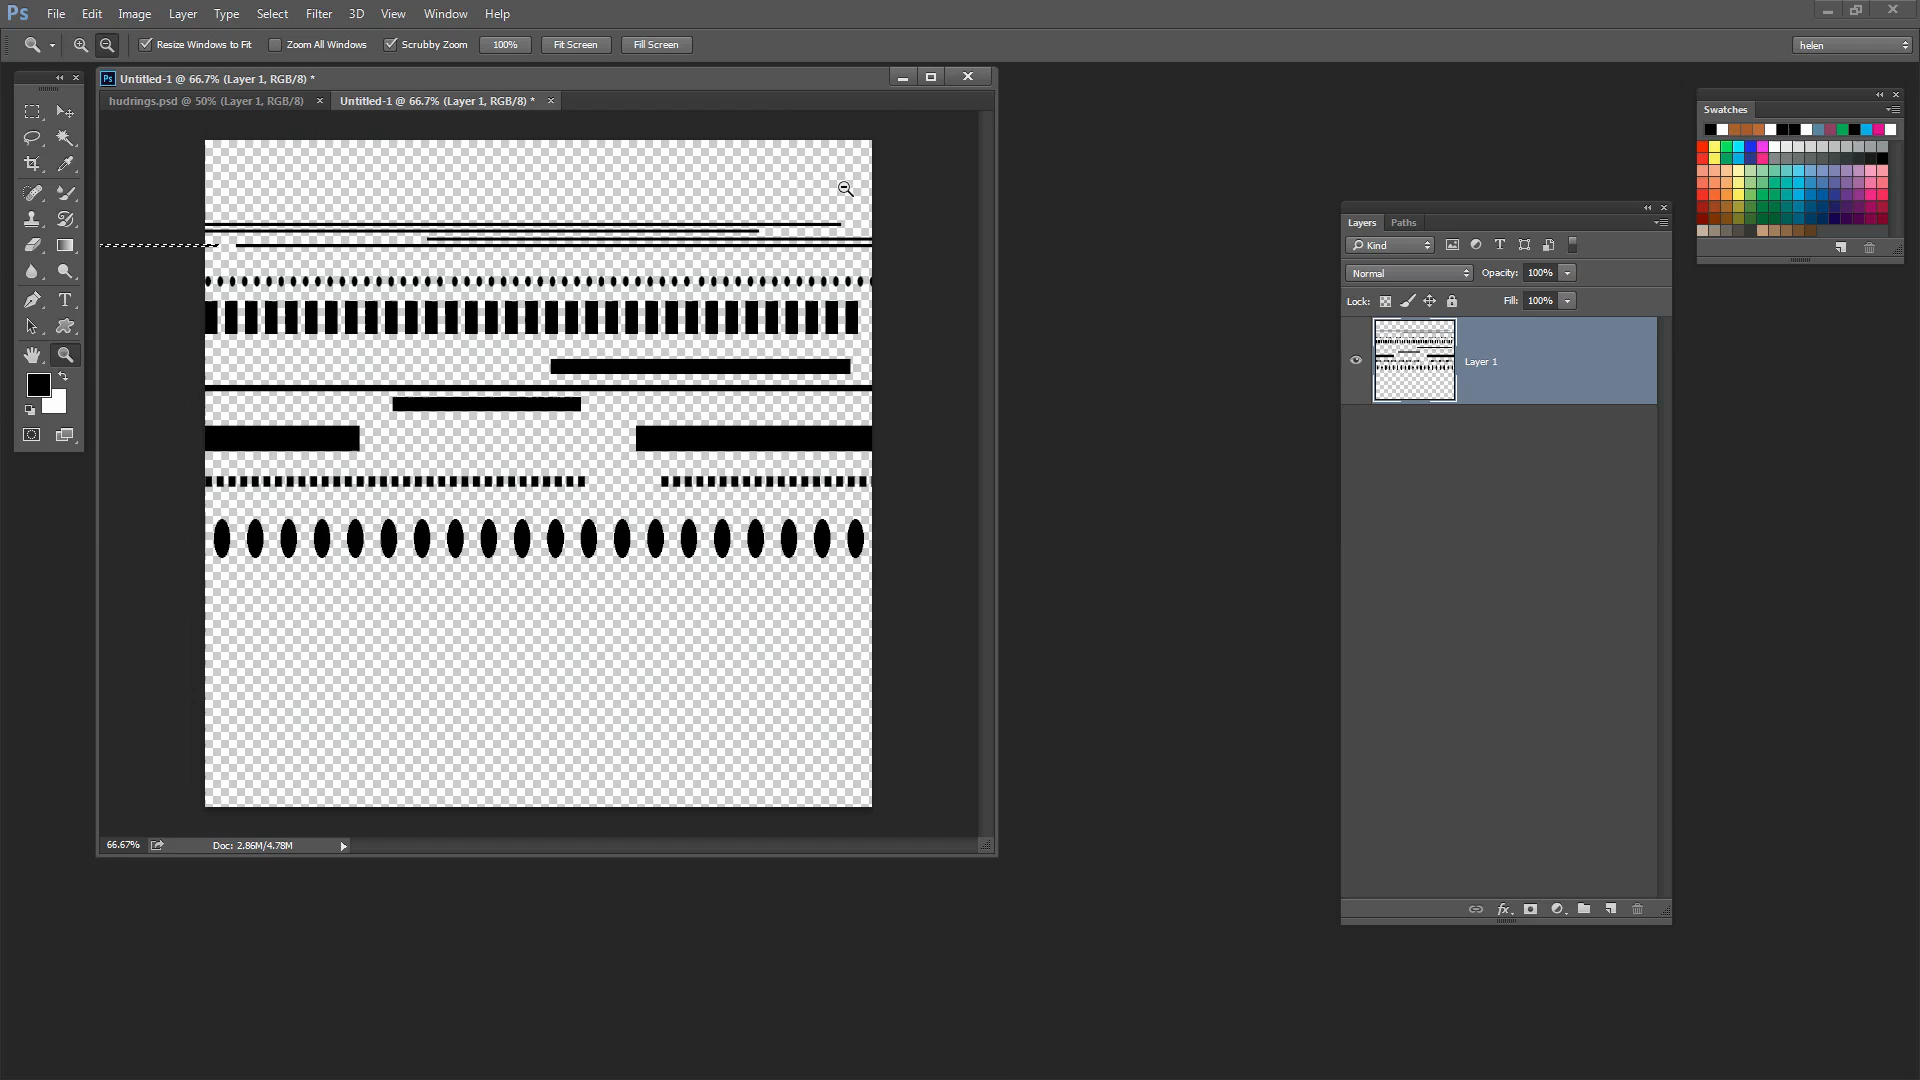 Ps File Edit Image Layer Type Select Filter 3D View Window Help
Resize Windows to Fit Zoom All Windows Scrubby Zoom 100% Fit Screen Fill Screen helen
Ps Untitled-1 @ 66.7% (Layer 1, RGB/8) *
hudrings.psd @ 50% (Layer 1, RGB/8) × Untitled-1 @ 66.7% (Layer 1, RGB/8) * ×
Swatches
Layers Paths
Kind
Normal Opacity: 100%
Lock: Fill: 100%
Layer 1
66.67% Doc: 2.86M/4.78M
fx